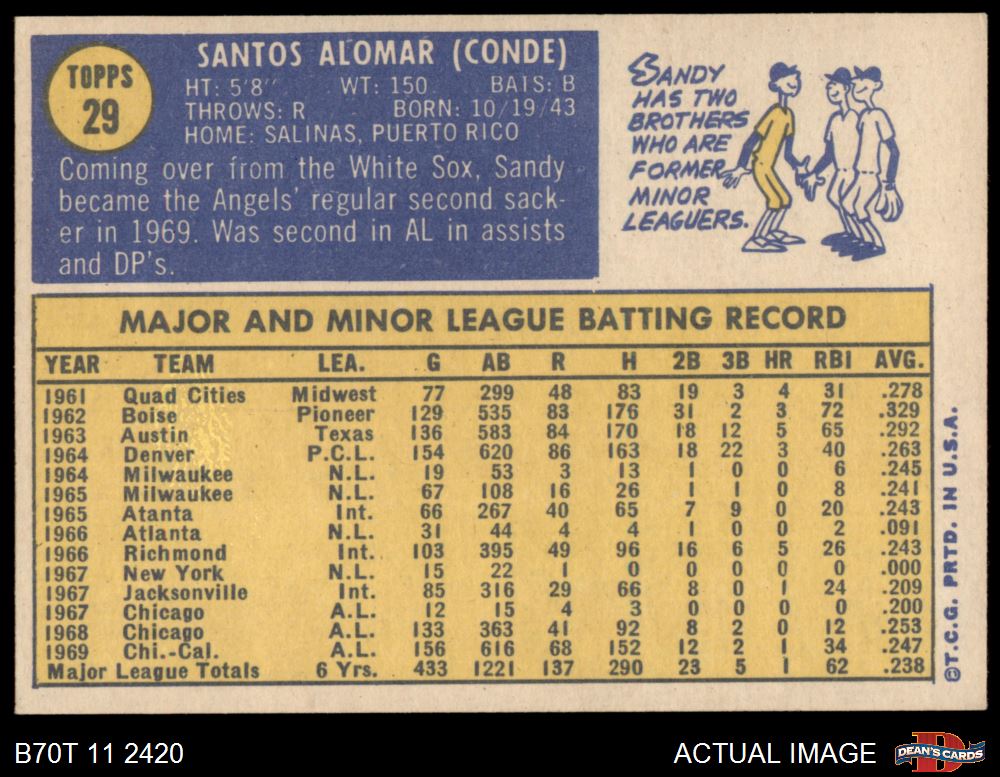 TOPPS
29
SANTOS ALOMAR (CONDE)
HT: 5'8" WT: 150 BATS: B
THROWS: R BORN: 10/19/43
HOME: SALINAS, PUERTO RICO
Coming over from the White Sox, Sandy
became the Angels' regular second sack-
er in 1969. Was second in AL in assists
and DP's.
SANDY
HAS TWO
BROTHERS
WHO ARE
FORMER
MINOR
LEAGUERS.
MAJOR AND MINOR LEAGUE BATTING RECORD
YEAR TEAM LEA. G AB R H 2B 3B HR RBI AVG.
1961 Quad Cities Midwest 77 299 48 83 19 3 4 31 .278
1962 Boise Pioneer 129 535 83 176 31 2 3 72 .329
1963 Austin Texas 136 583 84 170 18 12 5 65 .292
1964 Denver P.C.L. 154 620 86 163 18 22 3 40 .263
1964 Milwaukee N.L. 19 53 3 13 1 0 0 6 .245
1965 Milwaukee N.L. 67 108 16 26 1 1 0 8 .241
1965 Atanta Int. 66 267 40 65 7 9 0 20 .243
1966 Atlanta N.L. 31 44 4 4 1 0 0 2 .091
1966 Richmond Int. 103 395 49 96 16 6 5 26 .243
1967 New York N.L. 15 22 1 0 0 0 0 0 .000
1967 Jacksonville Int. 85 316 29 66 8 0 1 24 .209
1967 Chicago A.L. 12 15 4 3 0 0 0 0 .200
1968 Chicago A.L. 133 363 41 92 8 2 0 12 .253
1969 Chi.-Cal. A.L. 156 616 68 152 12 2 1 34 .247
Major League Totals 6 Yrs. 433 1221 137 290 23 5 1 62 .238
©T.C.G. PRTD. IN U.S.A.
B70T 11 2420
ACTUAL IMAGE
D
DEAN'S CARDS